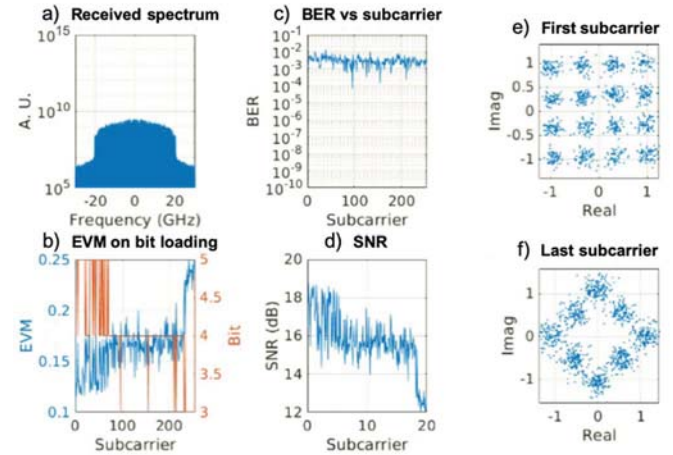 a) Received spectrum
10^15
10^10
10^5
A. U.
-20 0 20
Frequency (GHz)
c) BER vs subcarrier
10^-1
10^-2
10^-3
10^-4
10^-5
10^-6
10^-7
10^-8
10^-9
10^-10
BER
0 100 200
Subcarrier
e) First subcarrier
1
0.5
0
-0.5
-1
Imag
-1 0 1
Real
b) EVM on bit loading
0.25
0.2
0.15
0.1
EVM
5
4.5
4
3.5
3
Bit
0 100 200
Subcarrier
d) SNR
20
18
16
14
12
SNR (dB)
0 10 20
Subcarrier
f) Last subcarrier
1
0
-1
Imag
-1 0 1
Real